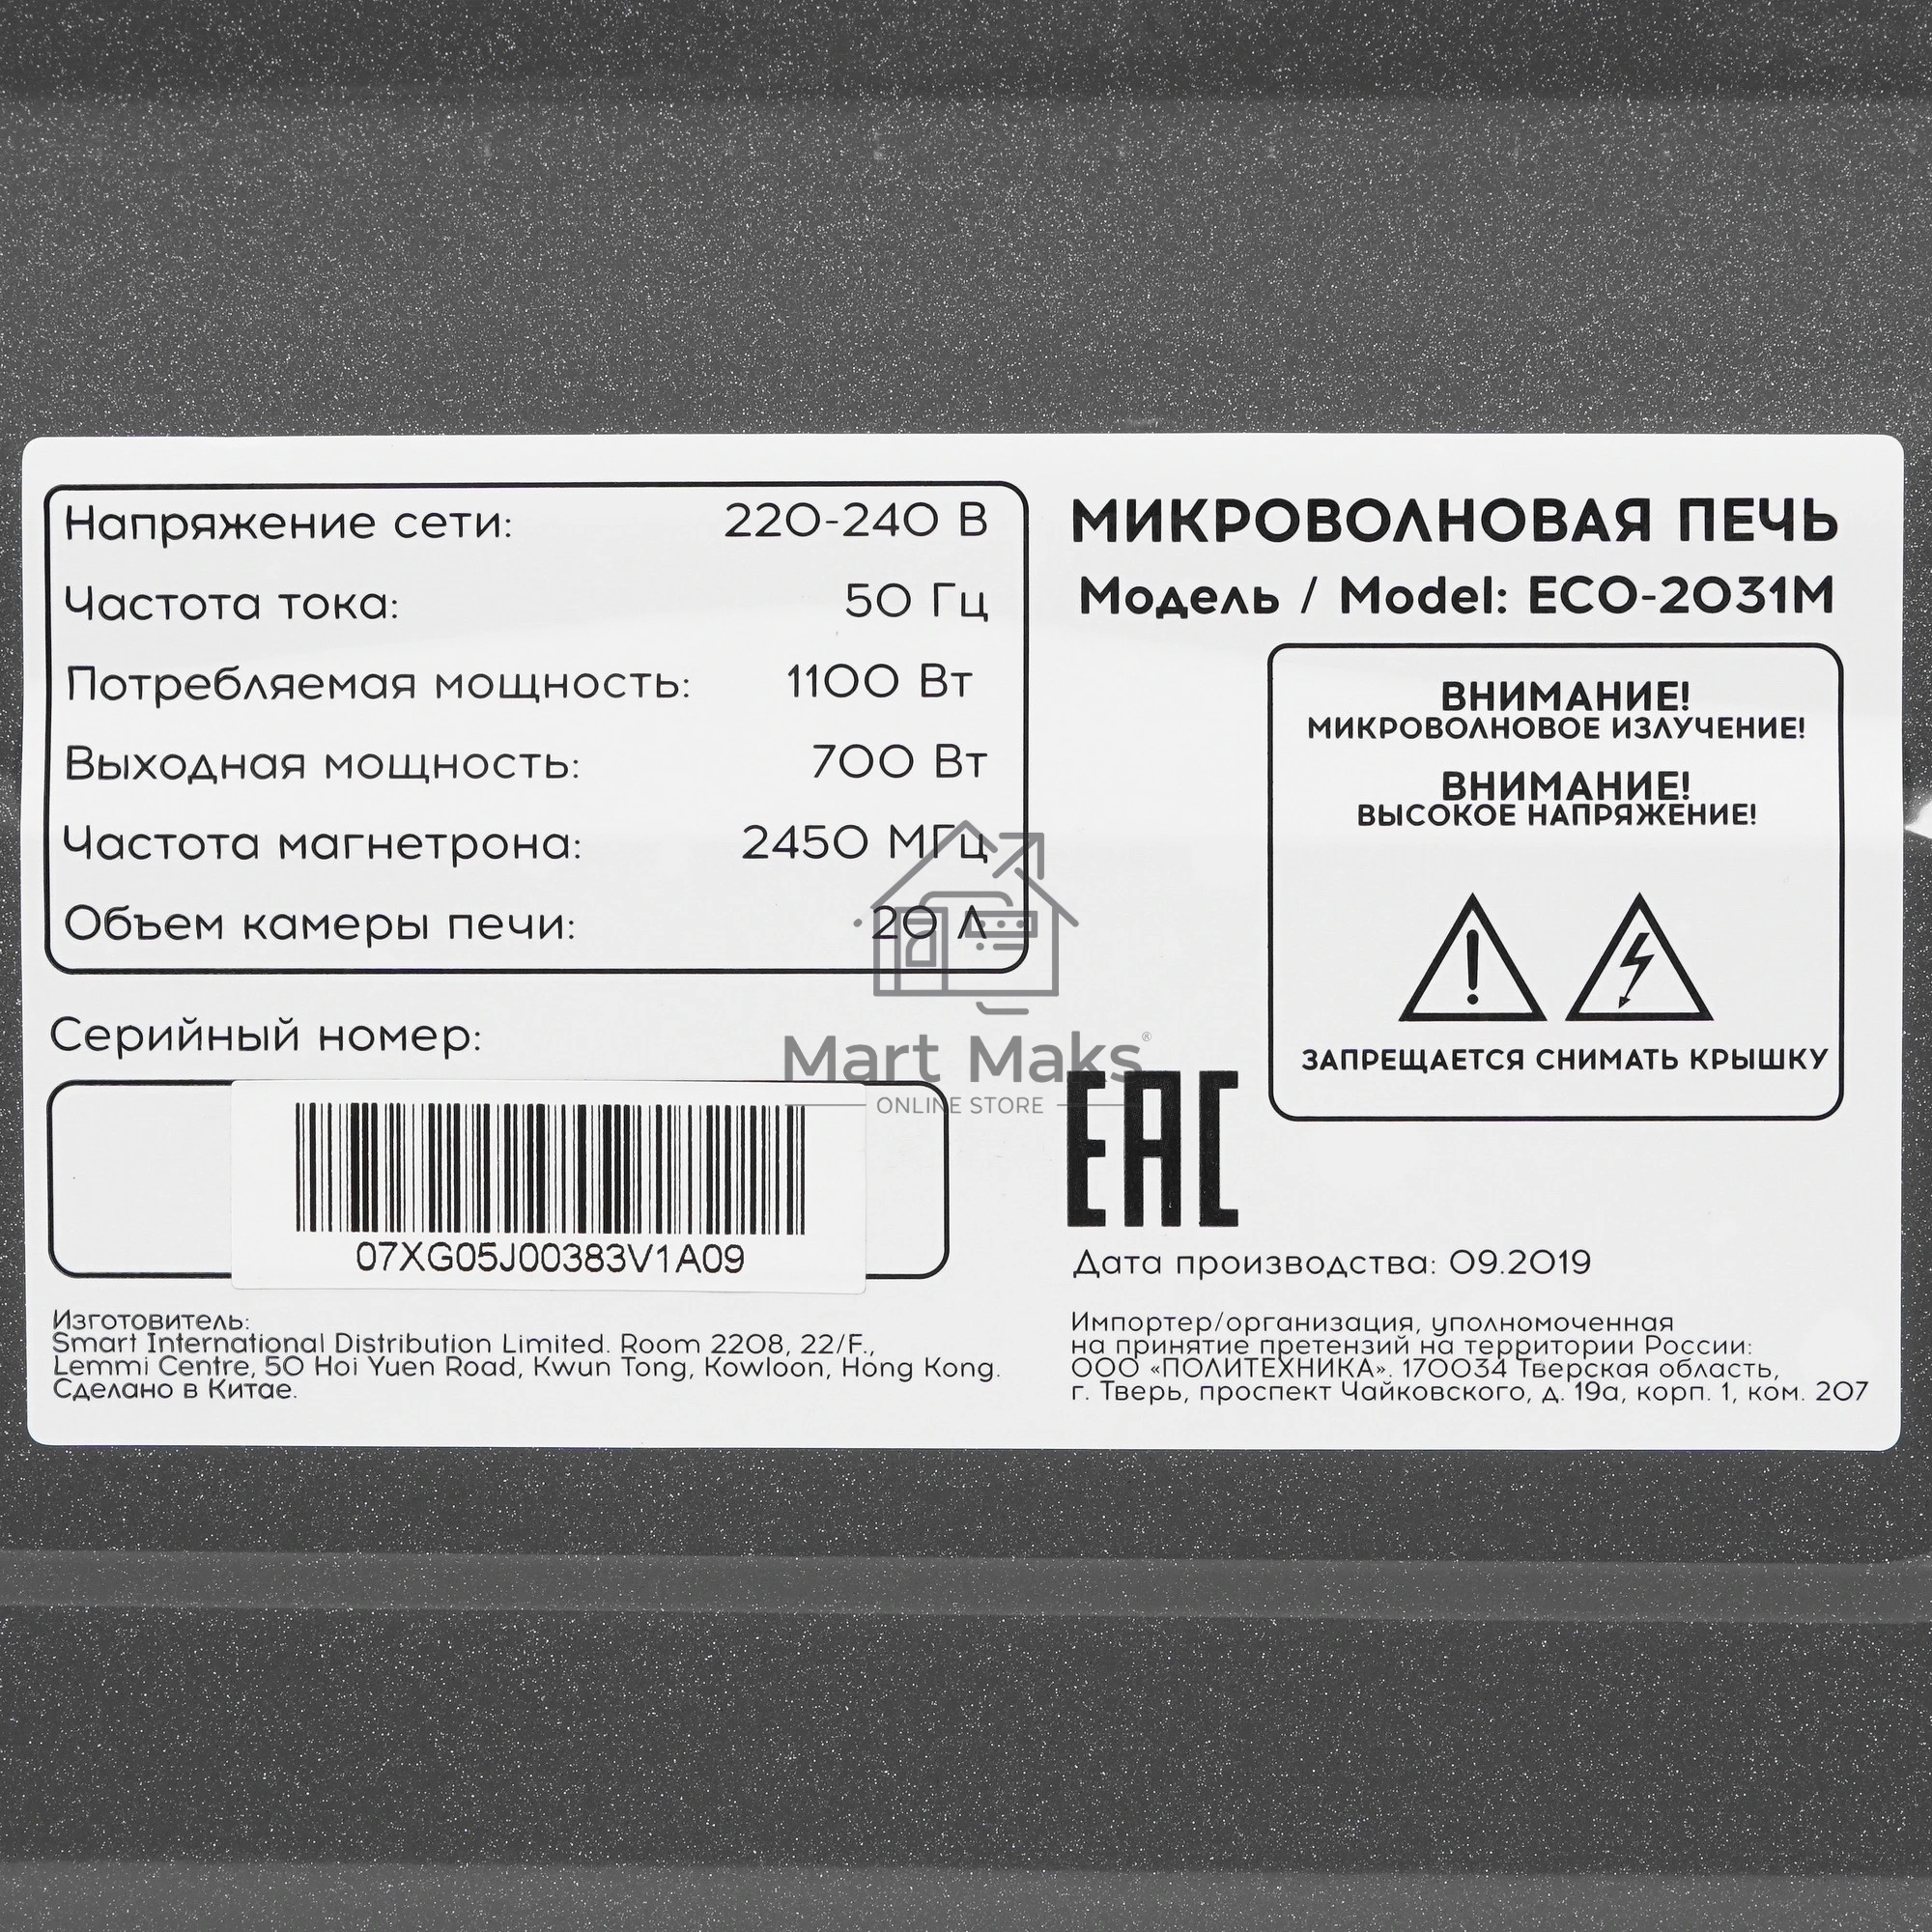 Напряжение сети: 220-240 В
Частота тока: 50 Гц
Потребляемая мощность: 1100 Вт
Выходная мощность: 700 Вт
Частота магнетрона: 2450 МГц
Объем камеры печи: 20 л
Серийный номер:
07XG05J00383V1A09
Изготовитель:
Smart International Distribution Limited. Room 2208, 22/F.,
Lemmi Centre, 50 Hoi Yuen Road, Kwun Tong, Kowloon, Hong Kong.
Сделано в Китае.
МИКРОВОЛНОВАЯ ПЕЧЬ
Модель / Model: ECO-2031M
ВНИМАНИЕ!
МИКРОВОЛНОВОЕ ИЗЛУЧЕНИЕ!
ВНИМАНИЕ!
ВЫСОКОЕ НАПРЯЖЕНИЕ!
ЗАПРЕЩАЕТСЯ СНИМАТЬ КРЫШКУ
EAC
Дата производства: 09.2019
Импортер/организация, уполномоченная
на принятие претензий на территории России:
ООО «ПОЛИТЕХНИКА». 170034 Тверская область,
г. Тверь, проспект Чайковского, д. 19а, корп. 1, ком. 207
Mart Maks®
ONLINE STORE